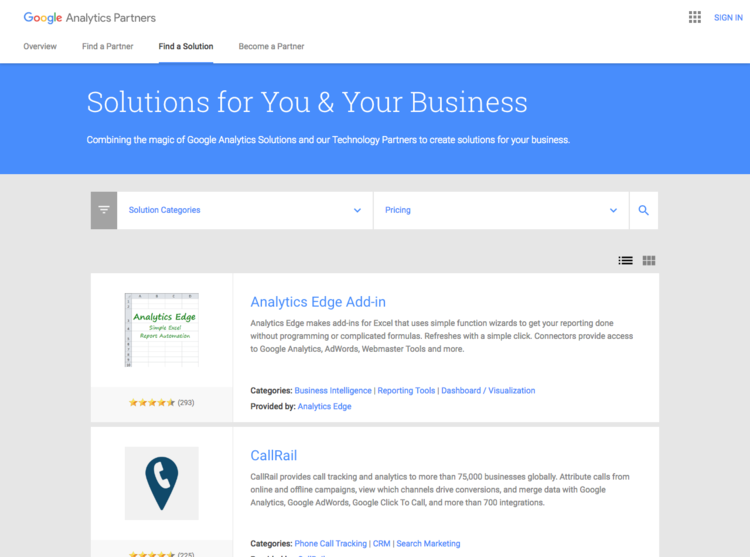 Google Analytics Partners
SIGN IN
Overview
Find a Partner
Find a Solution
Become a Partner
Solutions for You & Your Business
Combining the magic of Google Analytics Solutions and our Technology Partners to create solutions for your business.
Solution Categories
Pricing
Analytics Edge
Simple Excel
Report Automation
(293)
Analytics Edge Add-in
Analytics Edge makes add-ins for Excel that uses simple function wizards to get your reporting done
without programming or complicated formulas. Refreshes with a simple click. Connectors provide access
to Google Analytics, AdWords, Webmaster Tools and more.
Categories: Business Intelligence | Reporting Tools | Dashboard / Visualization
Provided by: Analytics Edge
CallRail
CallRail provides call tracking and analytics to more than 75,000 businesses globally. Attribute calls from
online and offline campaigns, view which channels drive conversions, and merge data with Google
Analytics, Google AdWords, Google Click To Call, and more than 700 integrations.
Categories: Phone Call Tracking | CRM | Search Marketing
(225)